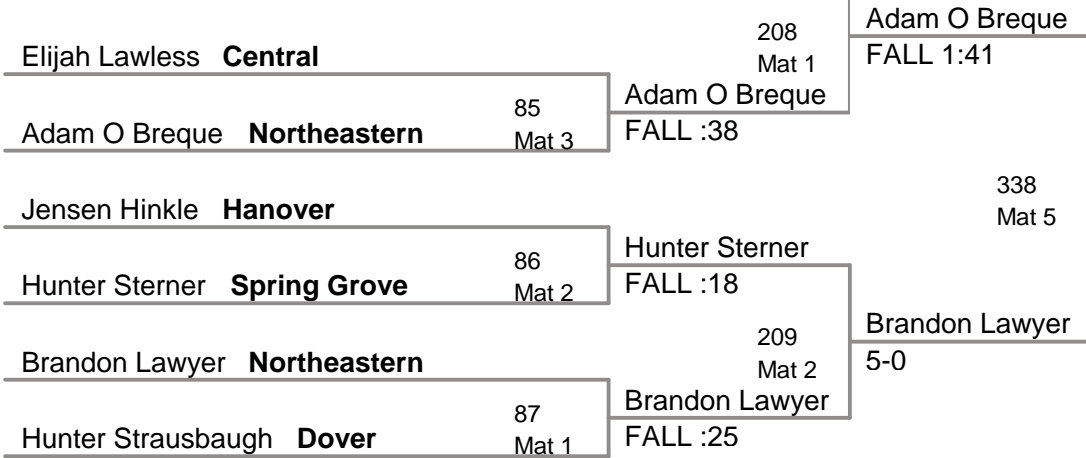 Adam O Breque
208
Elijah Lawless Central
Mat 1
FALL 1:41
Adam O Breque
85
Adam O Breque Northeastern
Mat 3
FALL :38
338
Jensen Hinkle Hanover
Mat 5
Hunter Sterner
86
Hunter Sterner Spring Grove
Mat 2
FALL :18
Brandon Lawyer
209
Brandon Lawyer Northeastern
Mat 2
5-0
Brandon Lawyer
87
Hunter Strausbaugh Dover
Mat 1
FALL :25